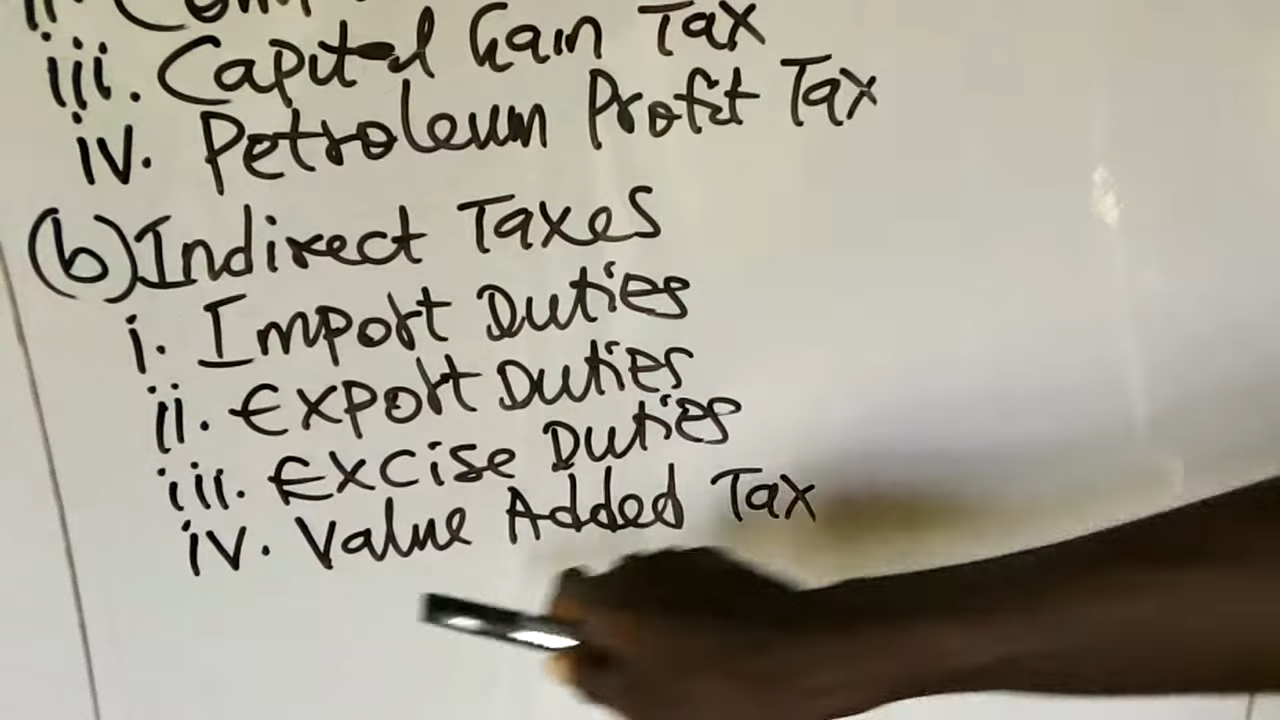 iii. Capital Gain Tax
iv. Petroleum Profit Tax
(b) Indirect Taxes
i. Import Duties
ii. Export Duties
iii. Excise Duties
iv. Value Added Tax